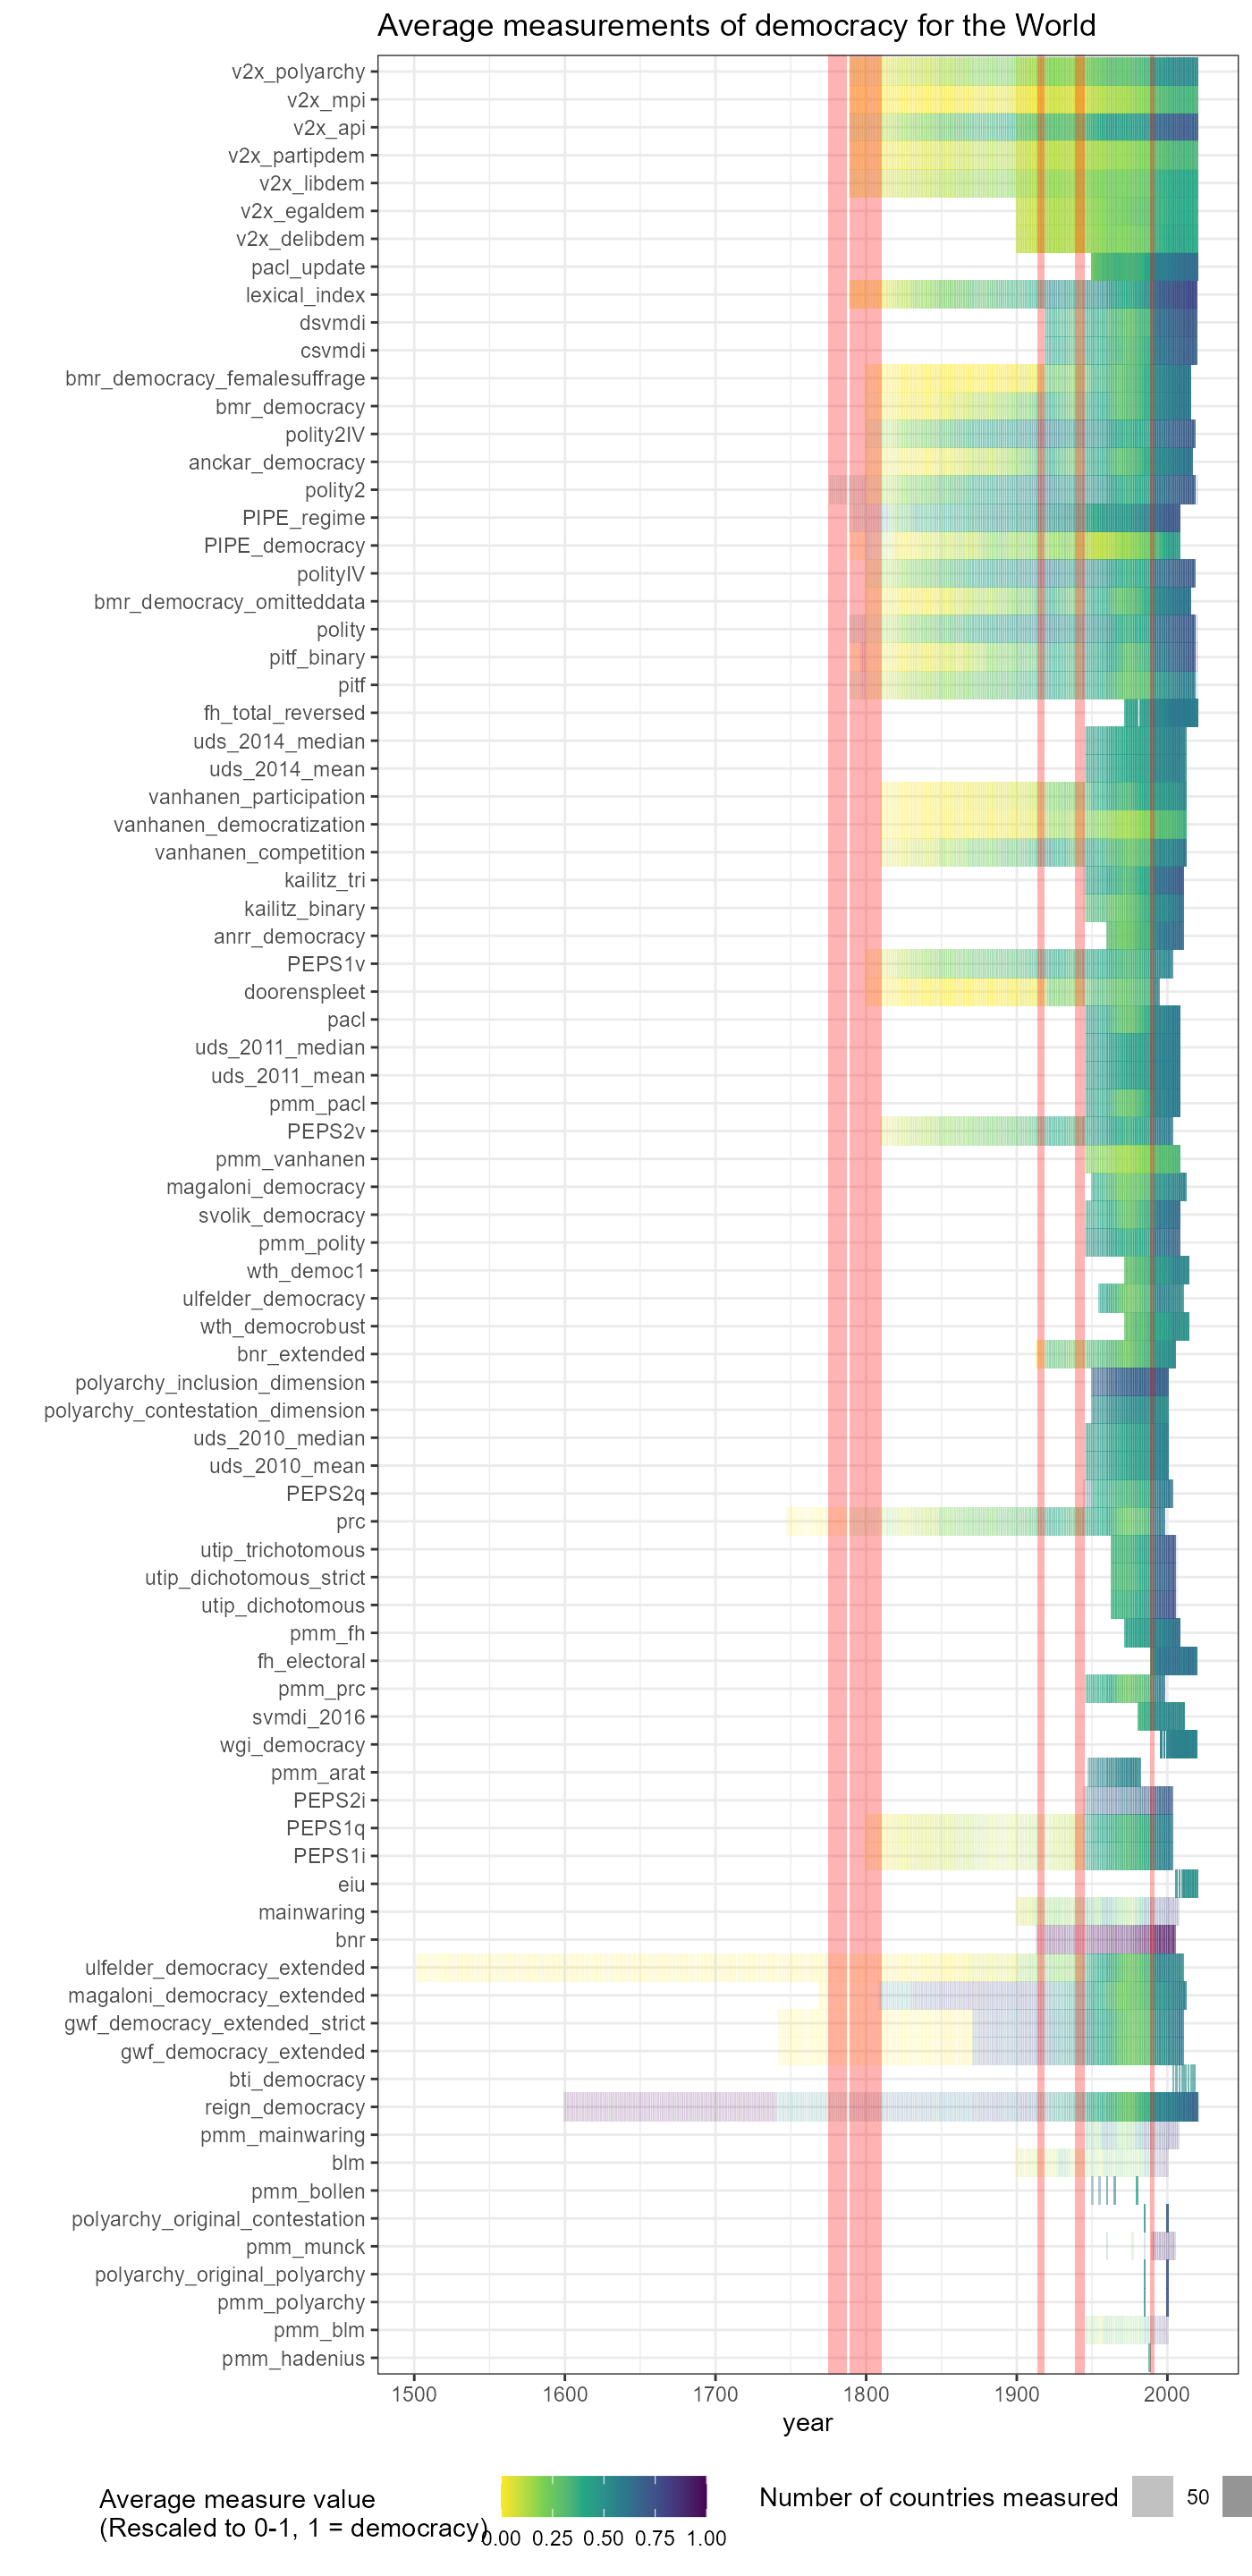 Average measurements of democracy for the World
v2x_polyarchy
v2x_mpi
v2x_api
v2x_partipdem
v2x_libdem
v2x_egaldem
v2x_delibdem
pacl_update
lexical_index
dsvmdi
csvmdi
bmr_democracy_femalesuffrage
bmr_democracy
polity2IV
anckar_democracy
polity2
PIPE_regime
PIPE_democracy
polityIV
bmr_democracy_omitteddata
polity
pitf_binary
pitf
fh_total_reversed
uds_2014_median
uds_2014_mean
vanhanen_participation
vanhanen_democratization
vanhanen_competition
kailitz_tri
kailitz_binary
anrr_democracy
PEPS1v
doorenspleet
pacl
uds_2011_median
uds_2011_mean
pmm_pacl
PEPS2v
pmm_vanhanen
magaloni_democracy
svolik_democracy
pmm_polity
wth_democ1
ulfelder_democracy
wth_democrobust
bnr_extended
polyarchy_inclusion_dimension
polyarchy_contestation_dimension
uds_2010_median
uds_2010_mean
PEPS2q
prc
utip_trichotomous
utip_dichotomous_strict
utip_dichotomous
pmm_fh
fh_electoral
pmm_prc
svmdi_2016
wgi_democracy
pmm_arat
PEPS2i
PEPS1q
PEPS1i
eiu
mainwaring
bnr
ulfelder_democracy_extended
magaloni_democracy_extended
gwf_democracy_extended_strict
gwf_democracy_extended
bti_democracy
reign_democracy
pmm_mainwaring
blm
pmm_bollen
polyarchy_original_contestation
pmm_munck
polyarchy_original_polyarchy
pmm_polyarchy
pmm_blm
pmm_hadenius
1500 1600 1700 1800 1900 2000
year
Average measure value
(Rescaled to 0-1, 1 = democracy)
0.00 0.25 0.50 0.75 1.00
Number of countries measured 50